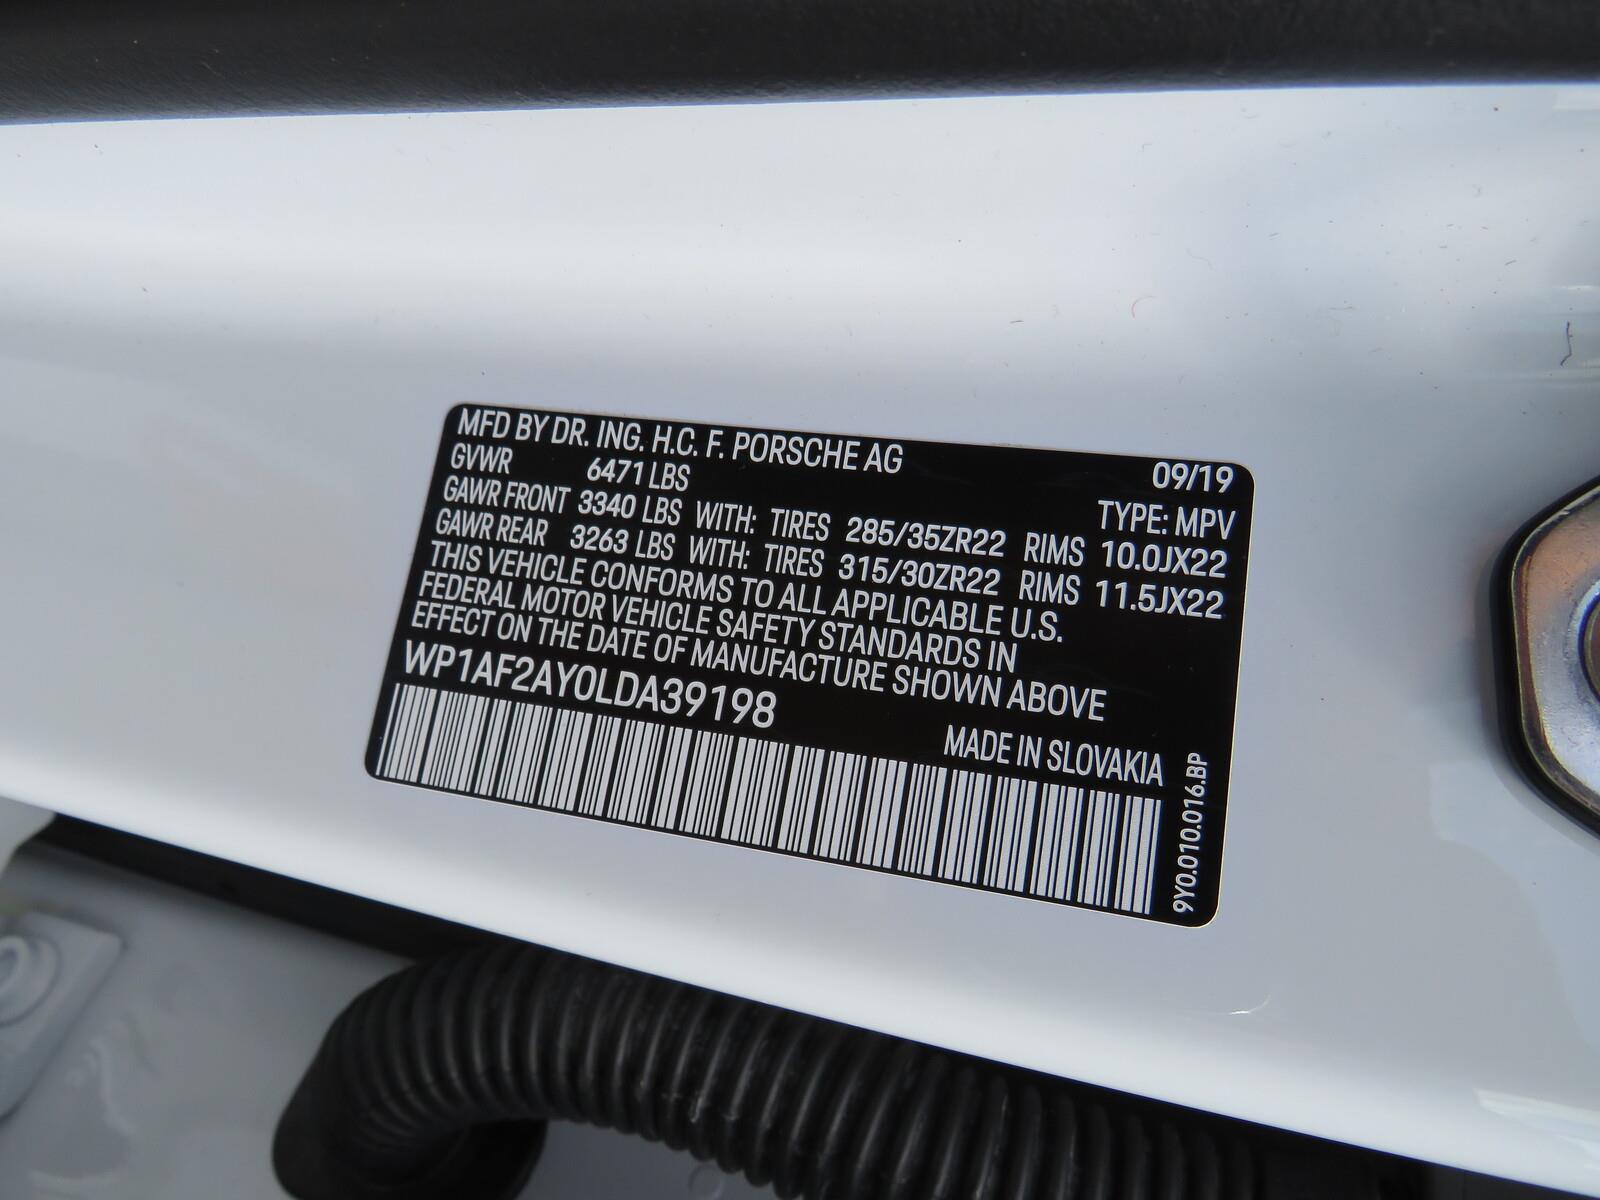 MFD BY DR. ING. H.C. F. PORSCHE AG 09/19
GVWR 6471 LBS TYPE: MPV
GAWR FRONT 3340 LBS WITH: TIRES 285/35ZR22 RIMS 10.0JX22
GAWR REAR 3263 LBS WITH: TIRES 315/30ZR22 RIMS 11.5JX22
THIS VEHICLE CONFORMS TO ALL APPLICABLE U.S.
FEDERAL MOTOR VEHICLE SAFETY STANDARDS IN
EFFECT ON THE DATE OF MANUFACTURE SHOWN ABOVE
WP1AF2AY0LDA39198
MADE IN SLOVAKIA
9Y0.010.016.BP